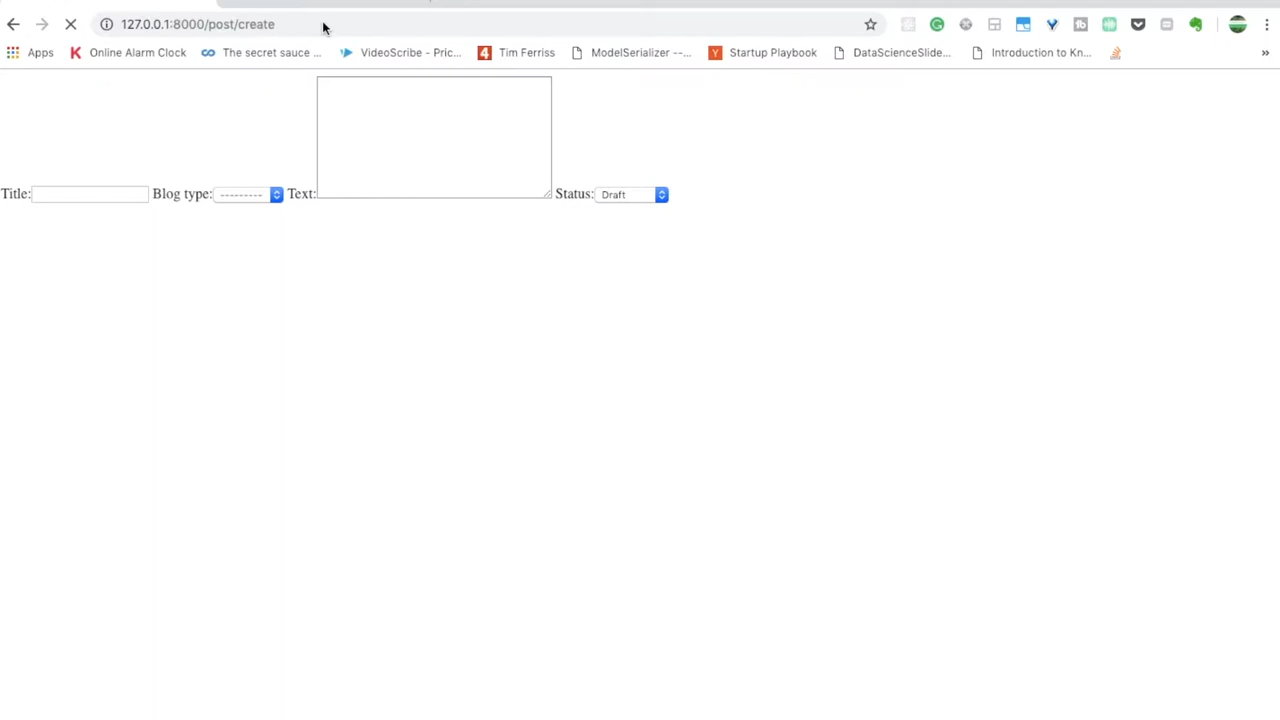 127.0.0.1:8000/post/create
Apps Online Alarm Clock The secret sauce ... VideoScribe - Pric... Tim Ferriss ModelSerializer --... Startup Playbook DataScienceSlide... Introduction to Kn... »
Title: Blog type: --------- Text: Status: Draft